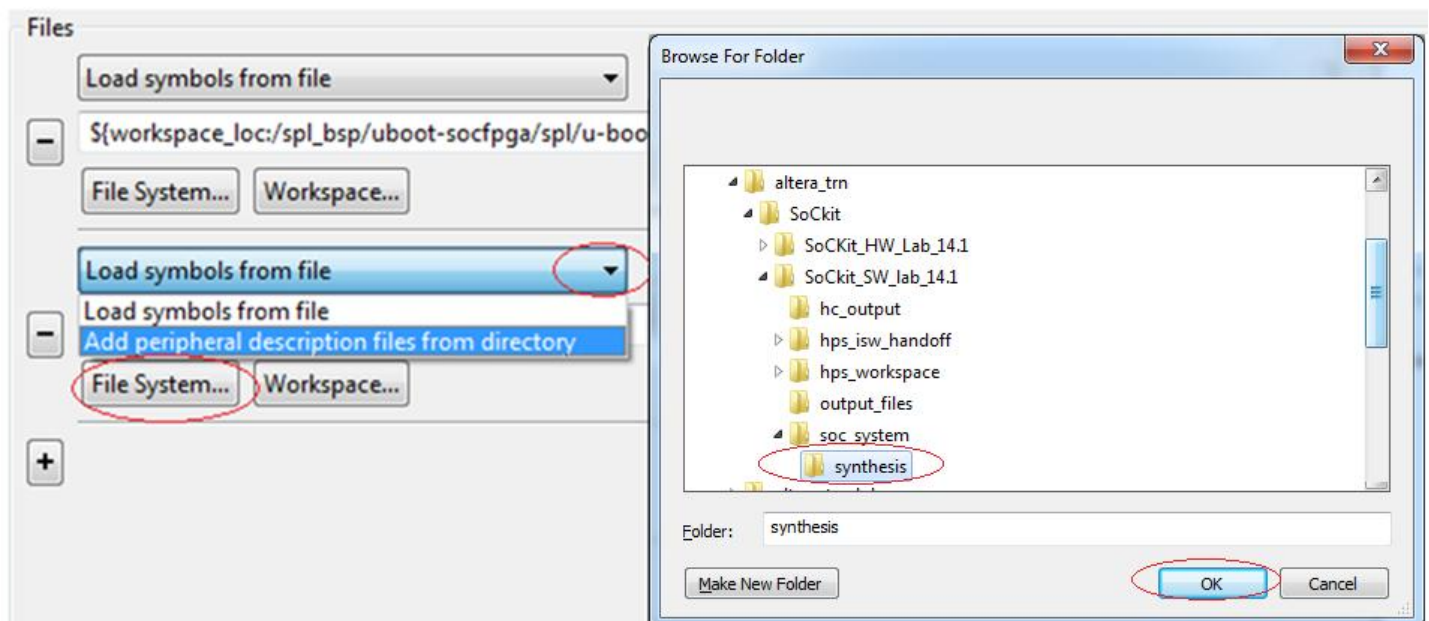 Files
Load symbols from file
${workspace_loc:/spl_bsp/uboot-socfpga/spl/u-boo
File System... Workspace...
Load symbols from file
Load symbols from file
Add peripheral description files from directory
File System... Workspace...
Browse For Folder
altera_trn
SoCkit
SoCKit_HW_Lab_14.1
SoCkit_SW_lab_14.1
hc_output
hps_isw_handoff
hps_workspace
output_files
soc_system
synthesis
Folder: synthesis
Make New Folder OK Cancel